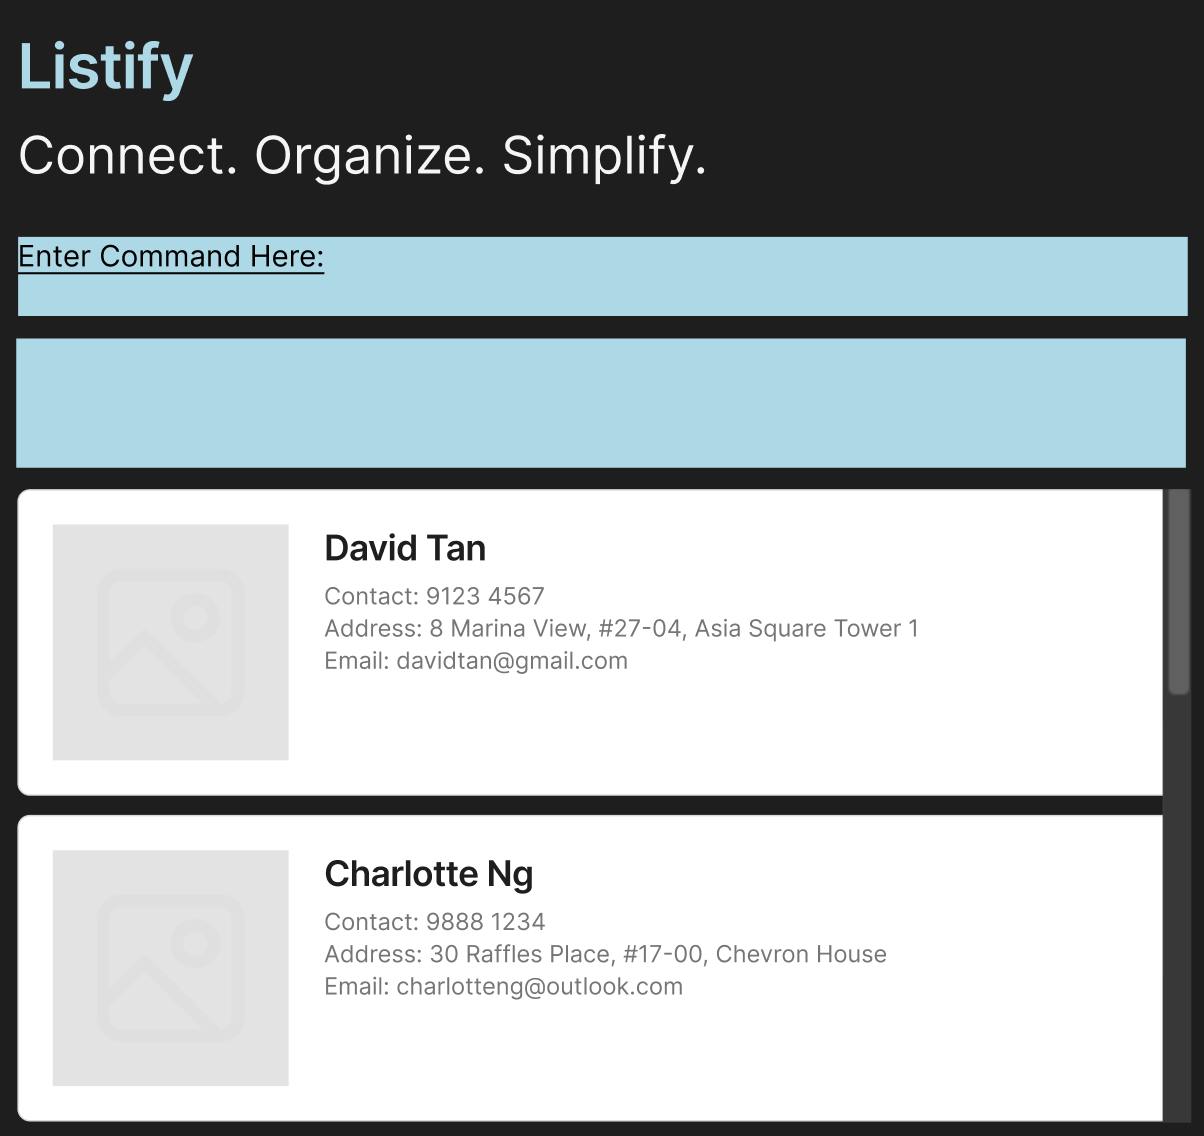 Listify
Connect. Organize. Simplify.
Enter Command Here:
David Tan
Contact: 9123 4567
Address: 8 Marina View, #27-04, Asia Square Tower 1
Email: davidtan@gmail.com
Charlotte Ng
Contact: 9888 1234
Address: 30 Raffles Place, #17-00, Chevron House
Email: charlotteng@outlook.com